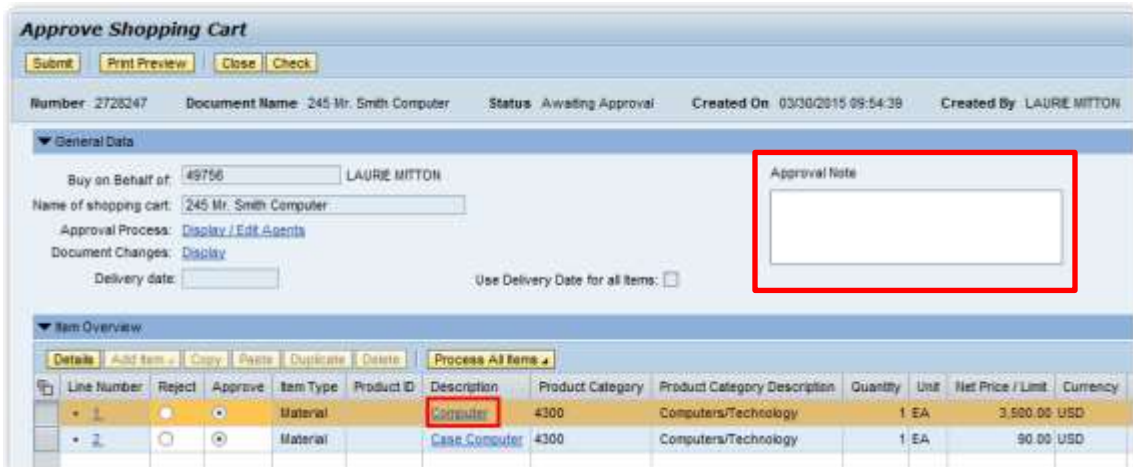 Approve Shopping Cart
Submit Print Preview Close Check
Number 2728247 Document Name 245 Mr. Smith Computer Status Awaiting Approval Created On 03/30/2015 09:54:39 Created By LAURIE MITTON
General Data
Buy on Behalf of: 49756 LAURIE MITTON
Approval Note
Name of shopping cart: 245 Mr. Smith Computer
Approval Process: Display / Edit Agents
Document Changes: Display
Delivery date: Use Delivery Date for all Items:
Item Overview
Details Add Item Copy Paste Duplicate Delete Process All Items
Line Number Reject Approve Item Type Product ID Description Product Category Product Category Description Quantity Unit Net Price / Limit Currency
1 Material Computer 4300 Computers/Technology 1 EA 3,500.00 USD
2 Material Case Computer 4300 Computers/Technology 1 EA 90.00 USD